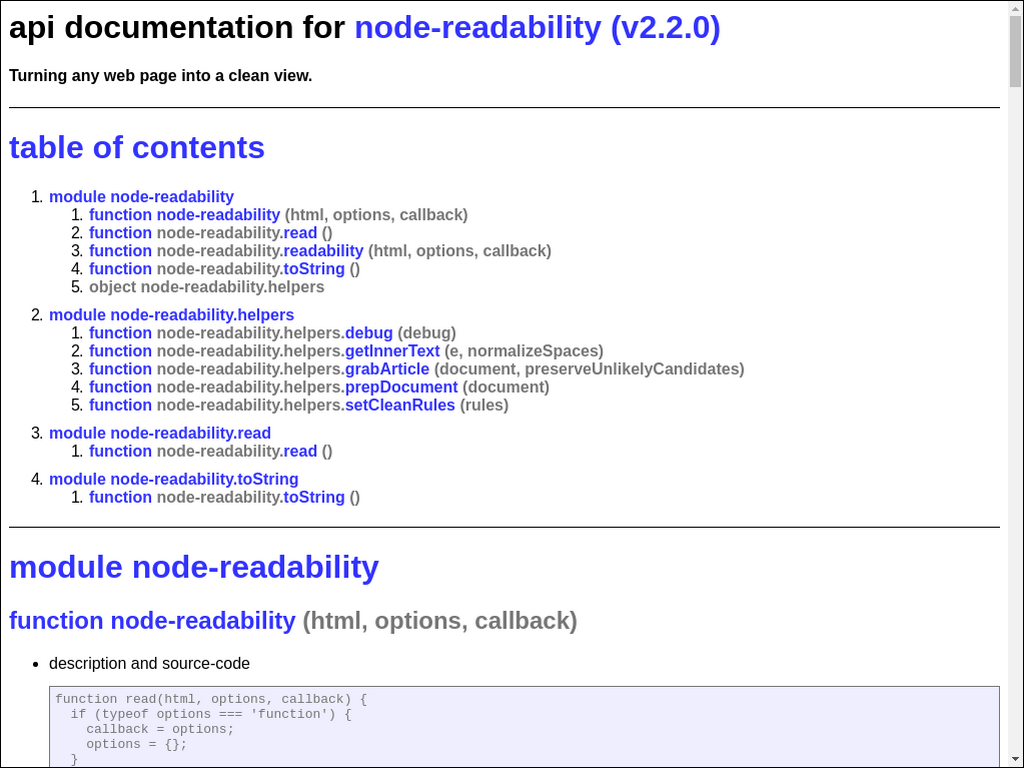 api documentation for node-readability (v2.2.0)
Turning any web page into a clean view.
table of contents
1. module node-readability
1. function node-readability (html, options, callback)
2. function node-readability.read ()
3. function node-readability.readability (html, options, callback)
4. function node-readability.toString ()
5. object node-readability.helpers
2. module node-readability.helpers
1. function node-readability.helpers.debug (debug)
2. function node-readability.helpers.getInnerText (e, normalizeSpaces)
3. function node-readability.helpers.grabArticle (document, preserveUnlikelyCandidates)
4. function node-readability.helpers.prepDocument (document)
5. function node-readability.helpers.setCleanRules (rules)
3. module node-readability.read
1. function node-readability.read ()
4. module node-readability.toString
1. function node-readability.toString ()
module node-readability
function node-readability (html, options, callback)
• description and source-code
function read(html, options, callback) {
  if (typeof options === 'function') {
    callback = options;
    options = {};
  }